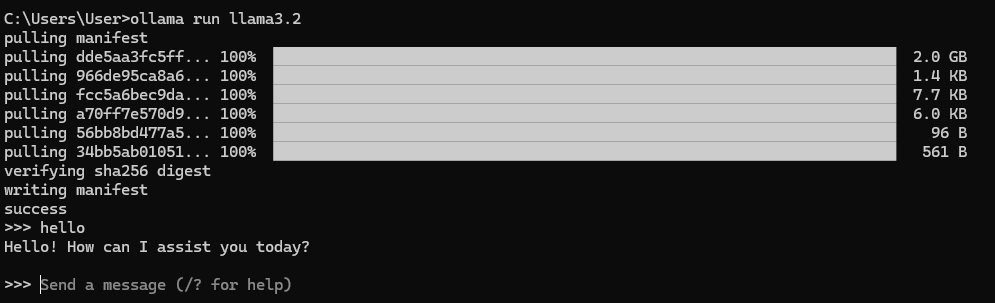 C:\Users\User>ollama run llama3.2
pulling manifest
pulling dde5aa3fc5ff... 100% 2.0 GB
pulling 966de95ca8a6... 100% 1.4 KB
pulling fcc5a6bec9da... 100% 7.7 KB
pulling a70ff7e570d9... 100% 6.0 KB
pulling 56bb8bd477a5... 100% 96 B
pulling 34bb5ab01051... 100% 561 B
verifying sha256 digest
writing manifest
success
>>> hello
Hello! How can I assist you today?
>>> Send a message (/? for help)